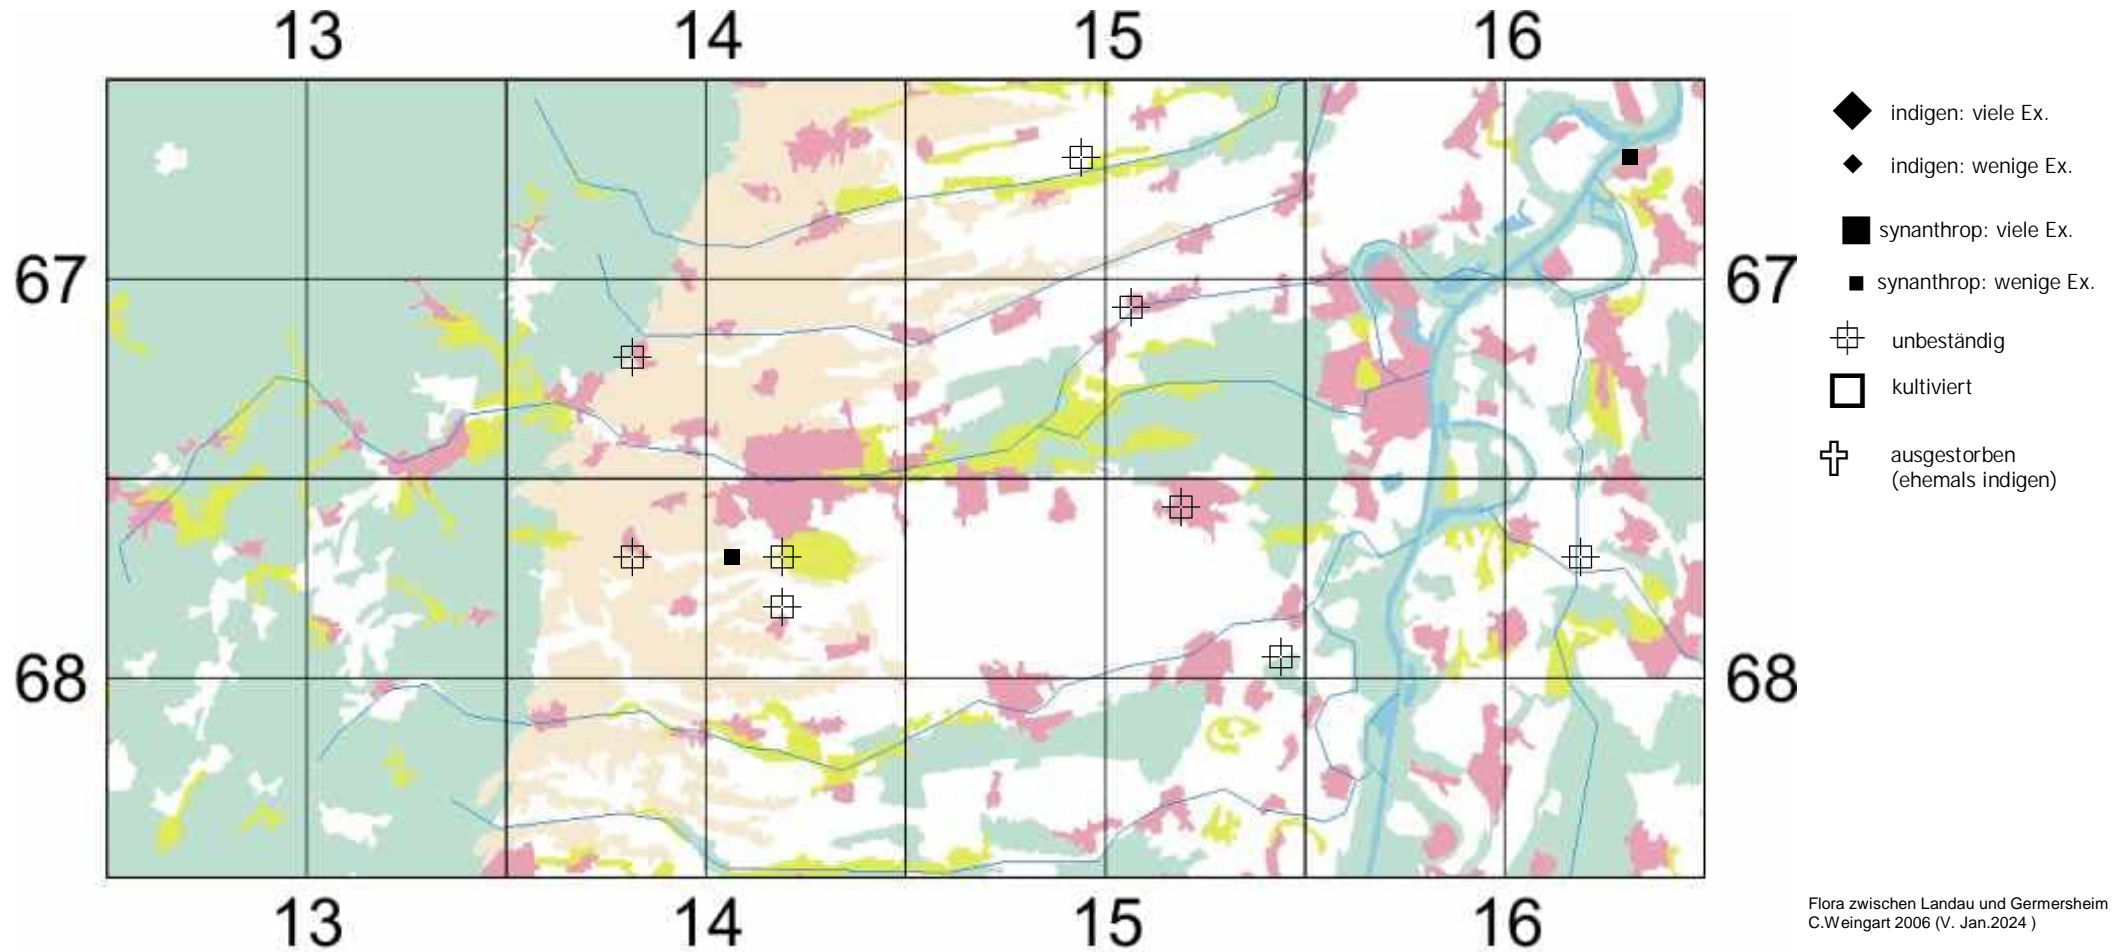 13 14 15 16
indigen: viele Ex.
indigen: wenige Ex.
synanthrop: viele Ex.
67 67
synanthrop: wenige Ex.
unbeständig
kultiviert
ausgestorben
(ehemals indigen)
68 68
Flora zwischen Landau und Germersheim
C.Weingart 2006 (V. Jan.2024 )
13 14 15 16